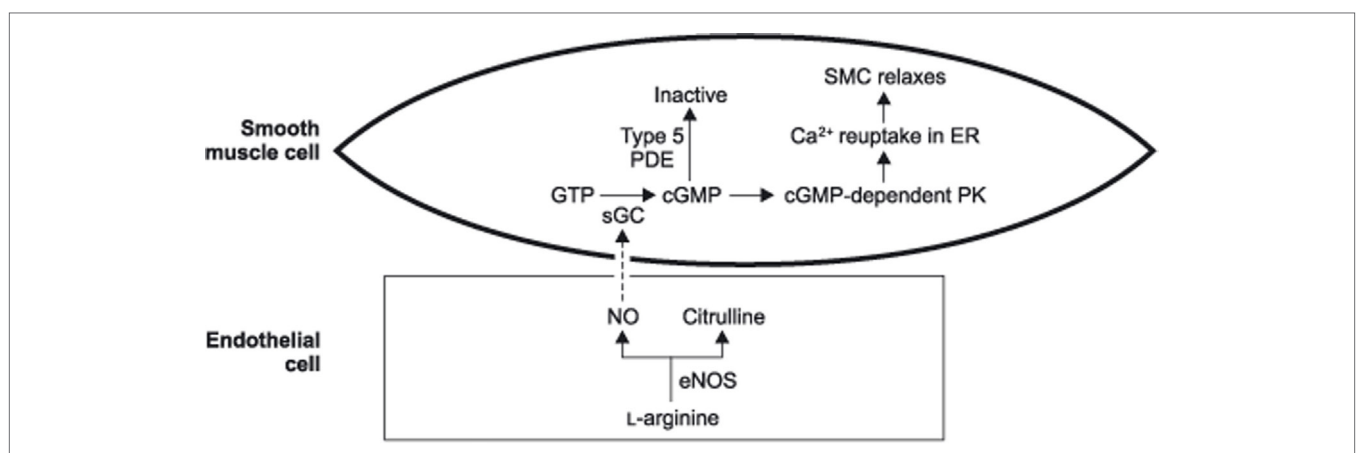 SMC relaxes
Inactive
Smooth
muscle cell
Type 5
PDE
Ca²⁺ reuptake in ER
GTP
cGMP
cGMP-dependent PK
sGC
NO
Citrulline
Endothelial
cell
eNOS
L-arginine